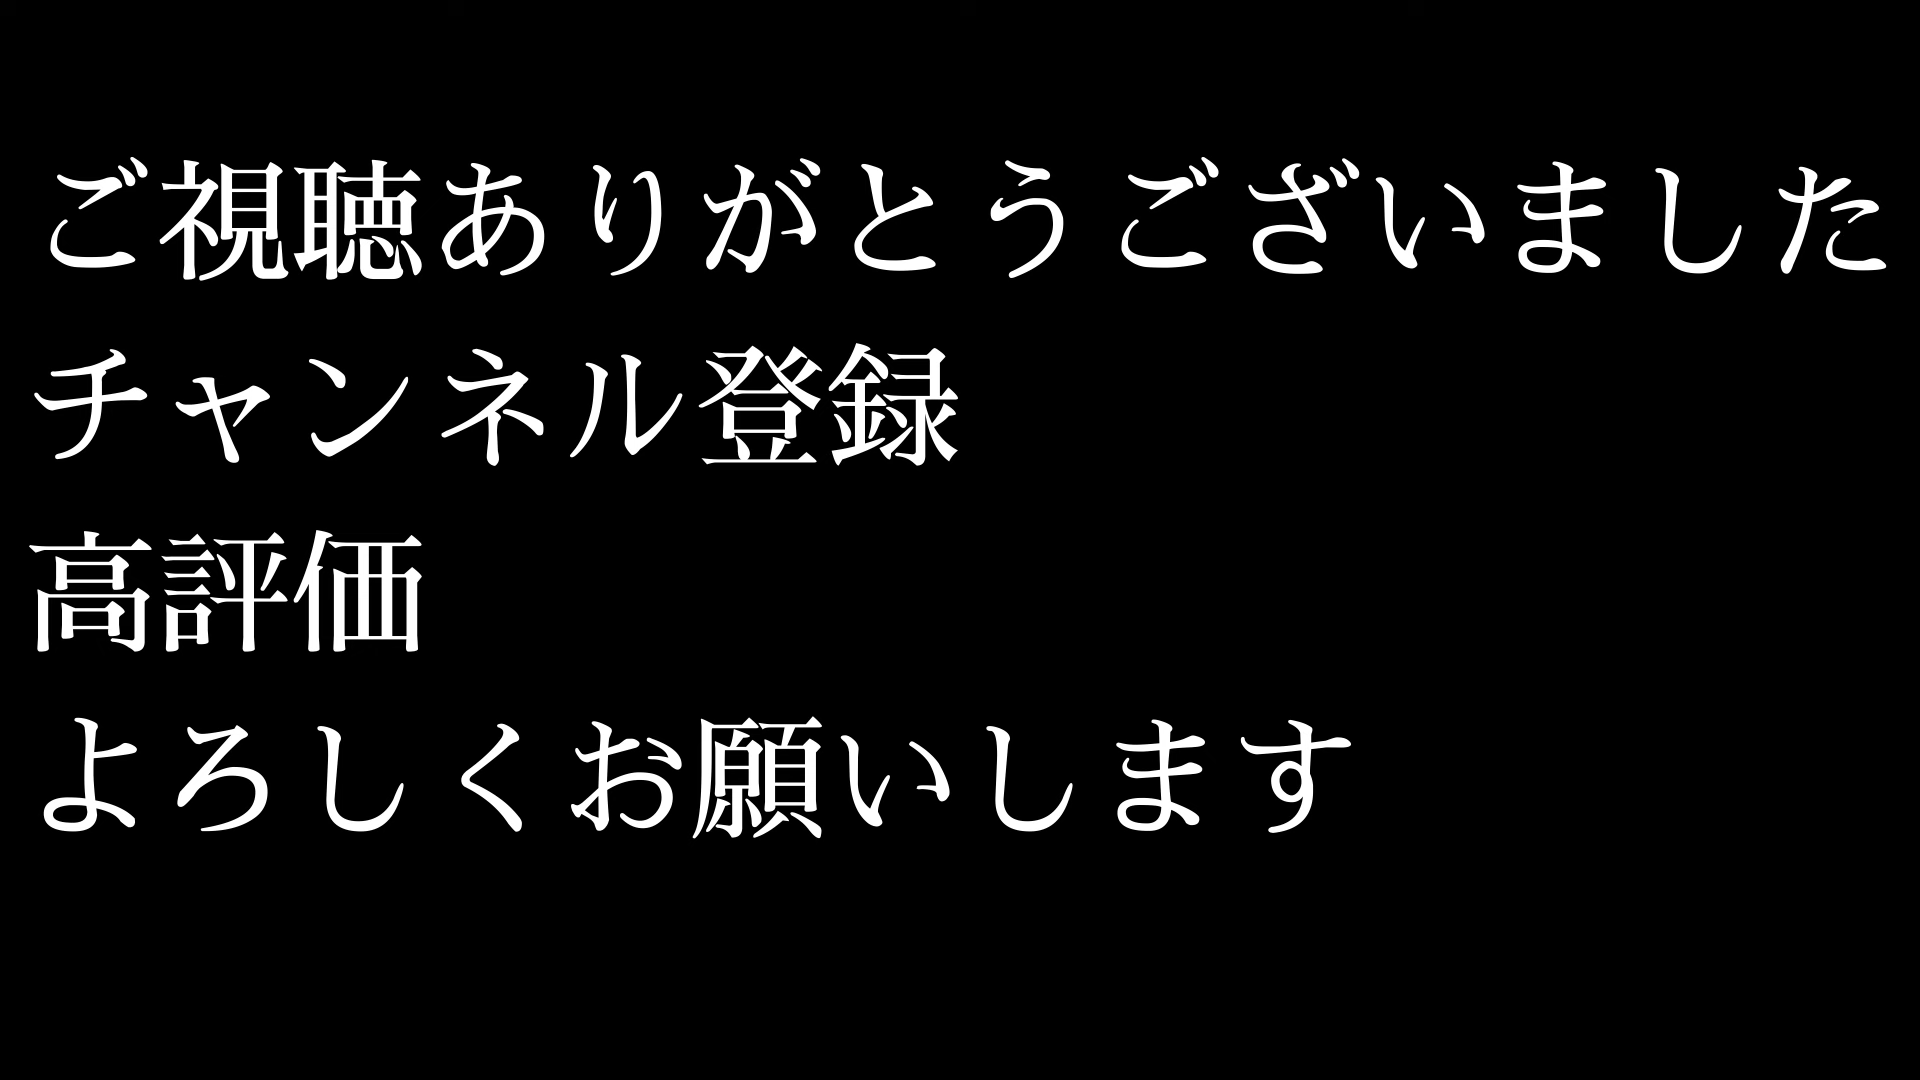 ご視聴ありがとうございました
チャンネル登録
高評価
よろしくお願いします